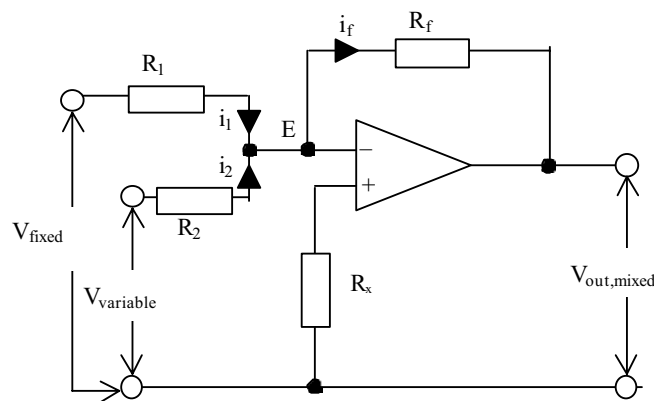 i_f
R_f
R_1
i_1
E
−
i_2
+
R_2
V_fixed
R_x
V_out,mixed
V_variable